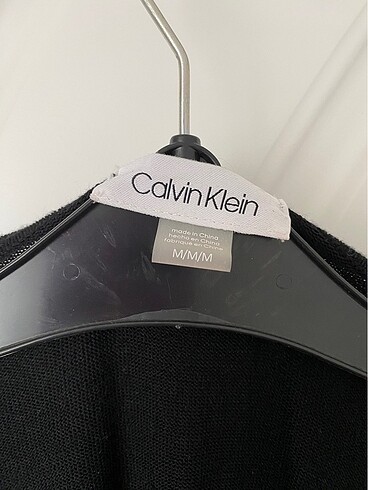 Calvin Klein
made in China
hecho en China
fabriqué en Chine
M/M/M